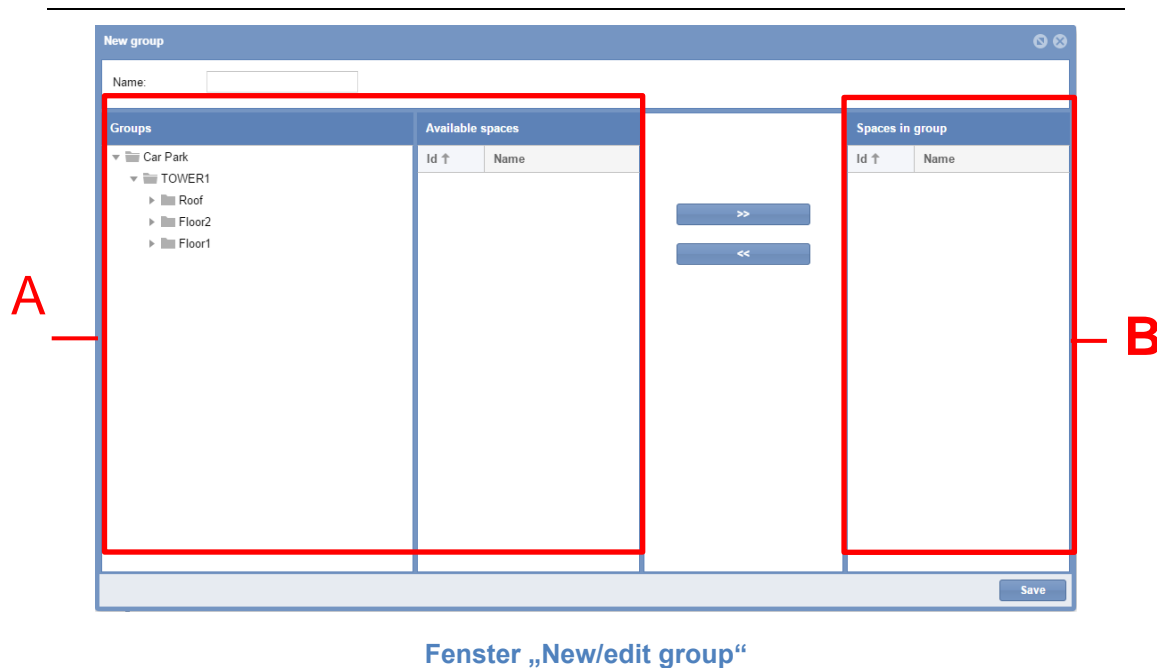 New group
Name:
Groups
Available spaces
Spaces in group
Car Park
Id ↑ Name
Id ↑ Name
TOWER1
Roof
Floor2
Floor1
>>
<<
A
B
Save
Fenster „New/edit group“